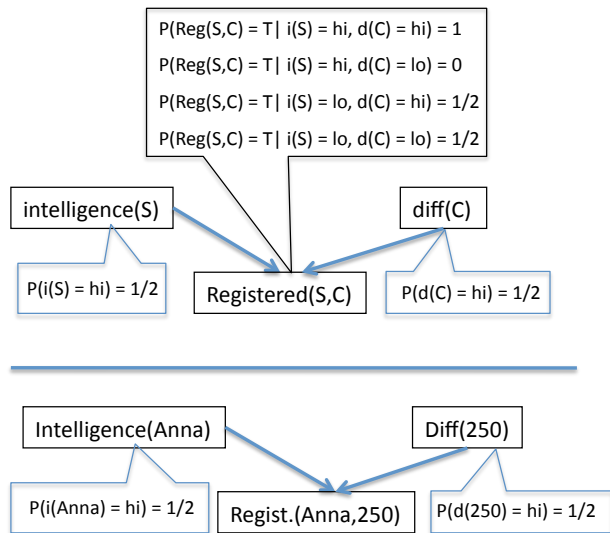 P(Reg(S,C) = T| i(S) = hi, d(C) = hi) = 1
P(Reg(S,C) = T| i(S) = hi, d(C) = lo) = 0
P(Reg(S,C) = T| i(S) = lo, d(C) = hi) = 1/2
P(Reg(S,C) = T| i(S) = lo, d(C) = lo) = 1/2
intelligence(S)
diff(C)
P(i(S) = hi) = 1/2
Registered(S,C)
P(d(C) = hi) = 1/2
Intelligence(Anna)
Diff(250)
P(i(Anna) = hi) = 1/2
Regist.(Anna,250)
P(d(250) = hi) = 1/2